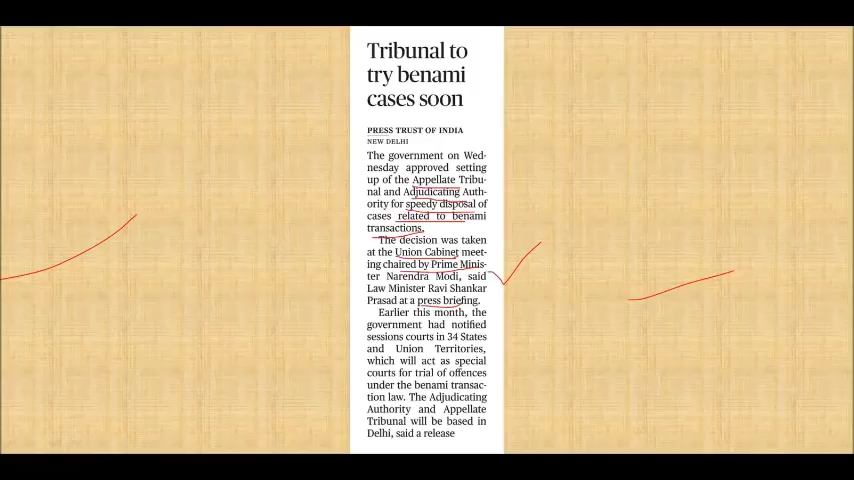 Tribunal to
try benami
cases soon
PRESS TRUST OF INDIA
NEW DELHI
The government on Wed-
nesday approved setting
up of the Appellate Tribu-
nal and Adjudicating Auth-
ority for speedy disposal of
cases related to benami
transactions.
The decision was taken
at the Union Cabinet meet-
ing chaired by Prime Minis-
ter Narendra Modi, said
Law Minister Ravi Shankar
Prasad at a press briefing.
Earlier this month, the
government had notified
sessions courts in 34 States
and Union Territories,
which will act as special
courts for trial of offences
under the benami transac-
tion law. The Adjudicating
Authority and Appellate
Tribunal will be based in
Delhi, said a release